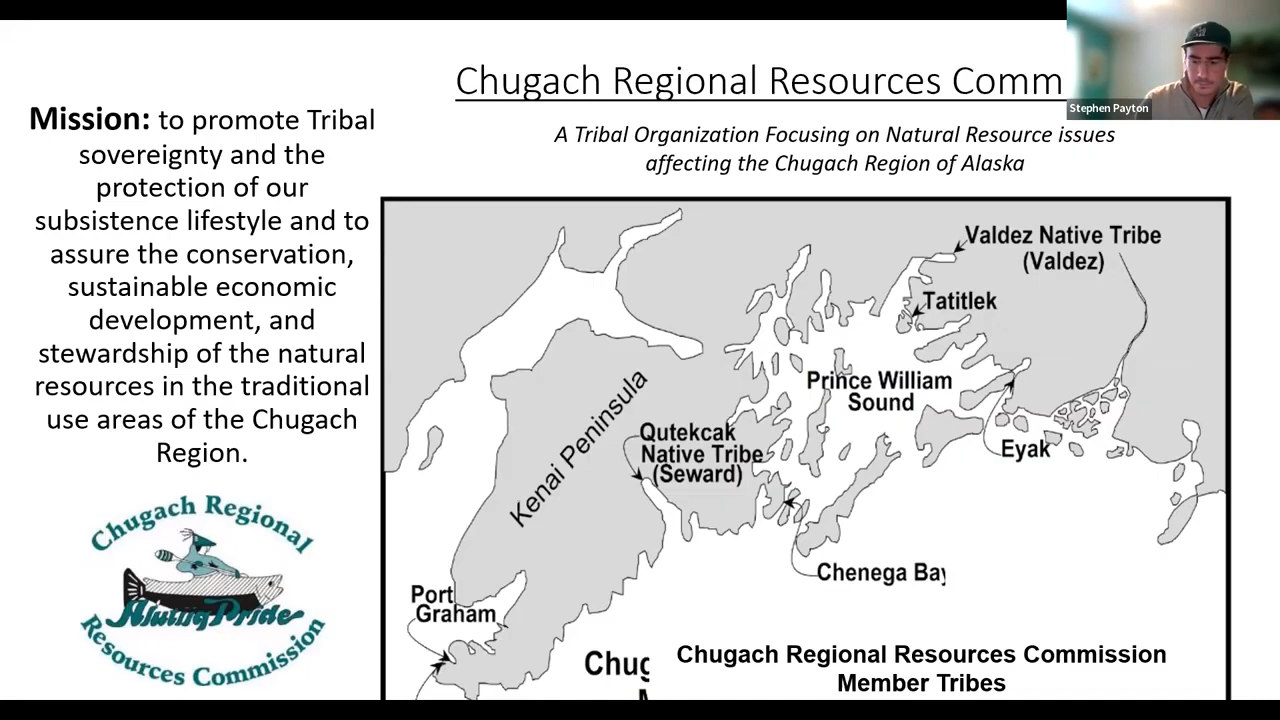 Chugach Regional Resources Comm
Stephen Payton
A Tribal Organization Focusing on Natural Resource issues
affecting the Chugach Region of Alaska
Mission: to promote Tribal
sovereignty and the
protection of our
subsistence lifestyle and to
assure the conservation,
sustainable economic
development, and
stewardship of the natural
resources in the traditional
use areas of the Chugach
Region.
Chugach Regional
Alutiiq Pride
Resources Commission
Valdez Native Tribe
(Valdez)
Tatitlek
Prince William
Sound
Kenai Peninsula
Qutekcak
Native Tribe
(Seward)
Eyak
Chenega Bay
Port
Graham
Chug
Chugach Regional Resources Commission
Member Tribes